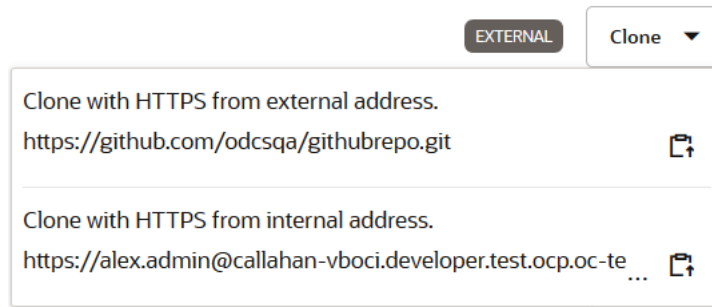 EXTERNAL Clone
Clone with HTTPS from external address.
https://github.com/odcsqa/githubrepo.git
Clone with HTTPS from internal address.
https://alex.admin@callahan-vboci.developer.test.ocp.oc-te...